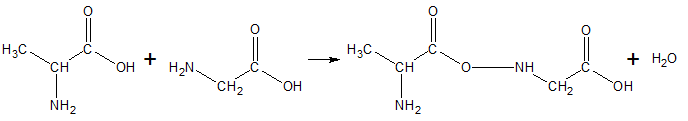 O
H₃C C
CH OH
NH₂
+
O
H₂N C
CH₂ OH
O O
H₃C C
CH O NH C
CH₂ OH
NH₂
+ H₂O